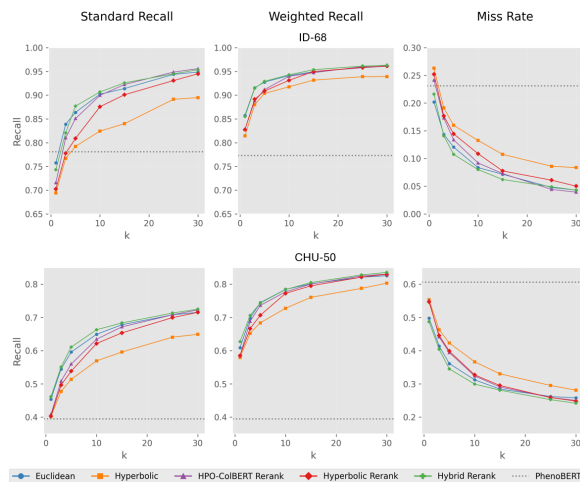 Standard Recall Weighted Recall Miss Rate
ID-68
1.00 1.00 0.30
0.95 0.95 0.25
0.90 0.90 0.20
0.85 0.85 0.15
0.80 0.80 0.10
0.75 0.75 0.05
0.70 0.70 0.00
0.65 0.65
Recall
0 10 20 30 0 10 20 30 0 10 20 30
k k k
CHU-50
0.8 0.8 0.6
0.7 0.7 0.5
0.6 0.6 0.4
0.5 0.5 0.3
0.4 0.4 0.2
Recall
0 10 20 30 0 10 20 30 0 10 20 30
k k k
Euclidean Hyperbolic HPO-ColBERT Rerank Hyperbolic Rerank Hybrid Rerank PhenoBERT